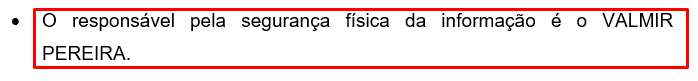 • O responsável pela segurança física da informação é o VALMIR
PEREIRA.